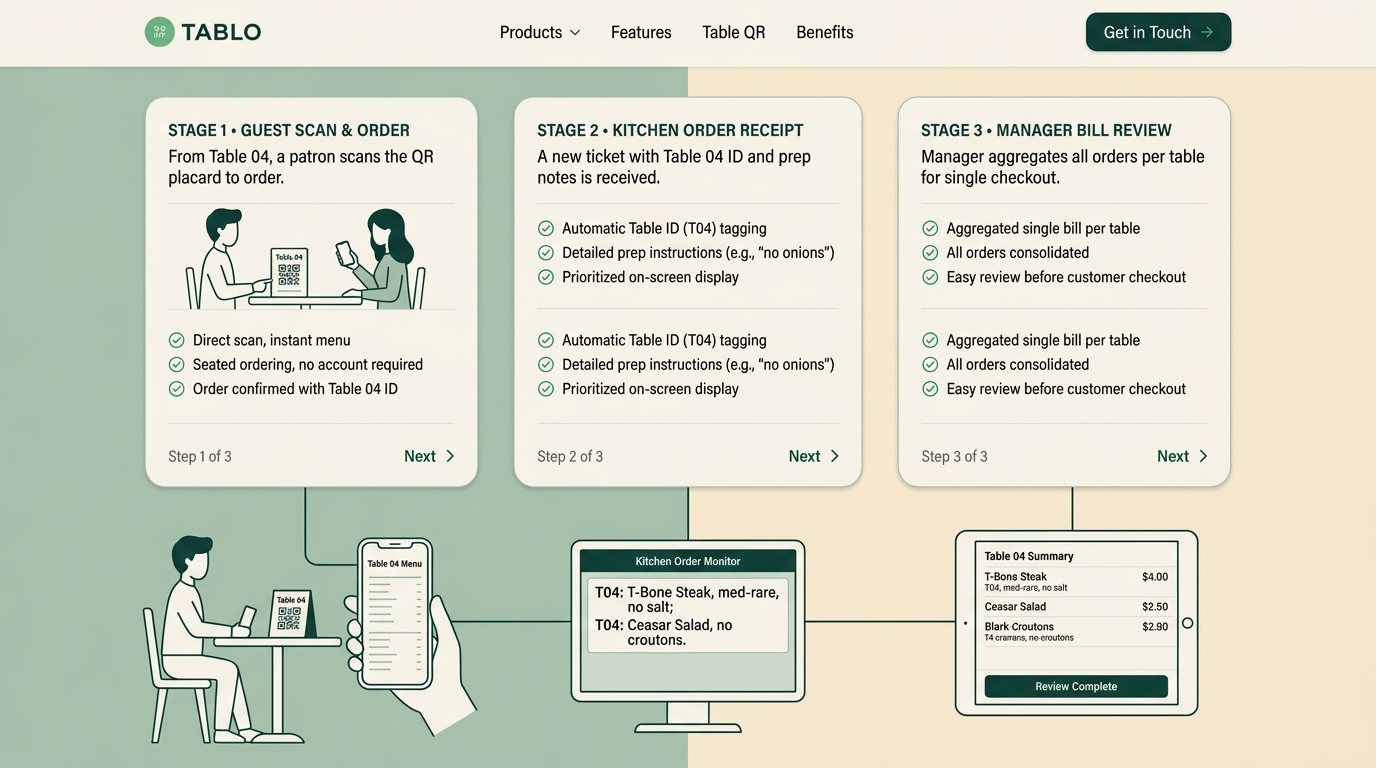 TABLO
Products
Features
Table QR
Benefits
Get in Touch
STAGE 1 • GUEST SCAN & ORDER
From Table 04, a patron scans the QR
placard to order.
Table 04
Direct scan, instant menu
Seated ordering, no account required
Order confirmed with Table 04 ID
Step 1 of 3
Next
STAGE 2 • KITCHEN ORDER RECEIPT
A new ticket with Table 04 ID and prep
notes is received.
Automatic Table ID (T04) tagging
Detailed prep instructions (e.g., “no onions”)
Prioritized on-screen display
Automatic Table ID (T04) tagging
Detailed prep instructions (e.g., “no onions”)
Prioritized on-screen display
Step 2 of 3
Next
STAGE 3 • MANAGER BILL REVIEW
Manager aggregates all orders per table
for single checkout.
Aggregated single bill per table
All orders consolidated
Easy review before customer checkout
Aggregated single bill per table
All orders consolidated
Easy review before customer checkout
Step 3 of 3
Next
Table 64
Table 04 Menu
Kitchen Order Monitor
T04: T-Bone Steak, med-rare,
no salt;
T04: Ceasar Salad, no
croutons.
Table 04 Summary
T-Bons Steak $4.00
T04, med-rare, no salt
Ceasar Salad $2.50
Blark Croutons $2.90
T4 cramans, ne-eroutons
Review Complete